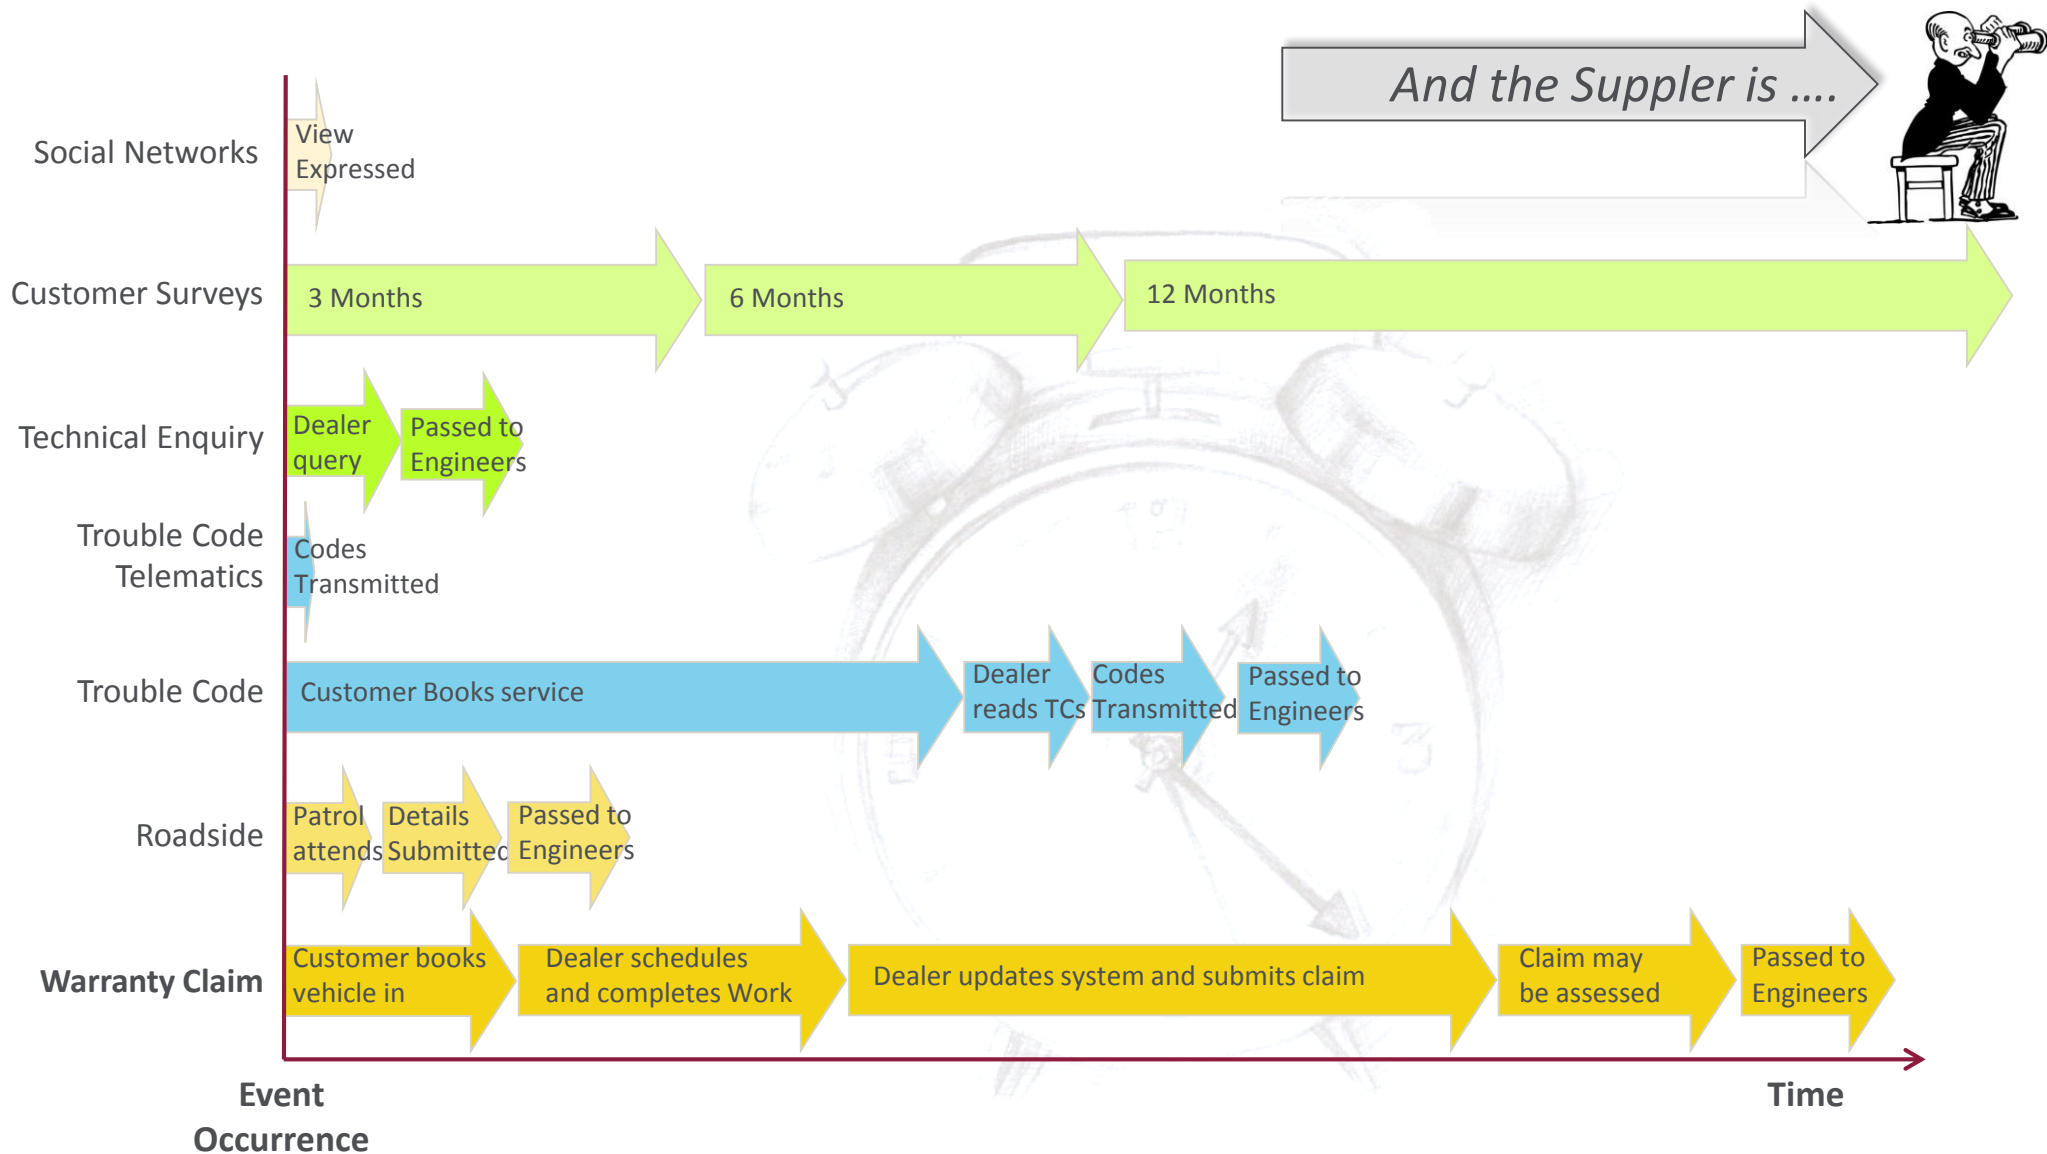 And the Suppler is ....
Social Networks
View
Expressed
Customer Surveys
3 Months
6 Months
12 Months
Technical Enquiry
Dealer
query
Passed to
Engineers
Trouble Code
Telematics
Codes
Transmitted
Trouble Code
Customer Books service
Dealer
reads TCs
Codes
Transmitted
Passed to
Engineers
Roadside
Patrol
attends
Details
Submitted
Passed to
Engineers
Warranty Claim
Customer books
vehicle in
Dealer schedules
and completes Work
Dealer updates system and submits claim
Claim may
be assessed
Passed to
Engineers
Event
Occurrence
Time
3